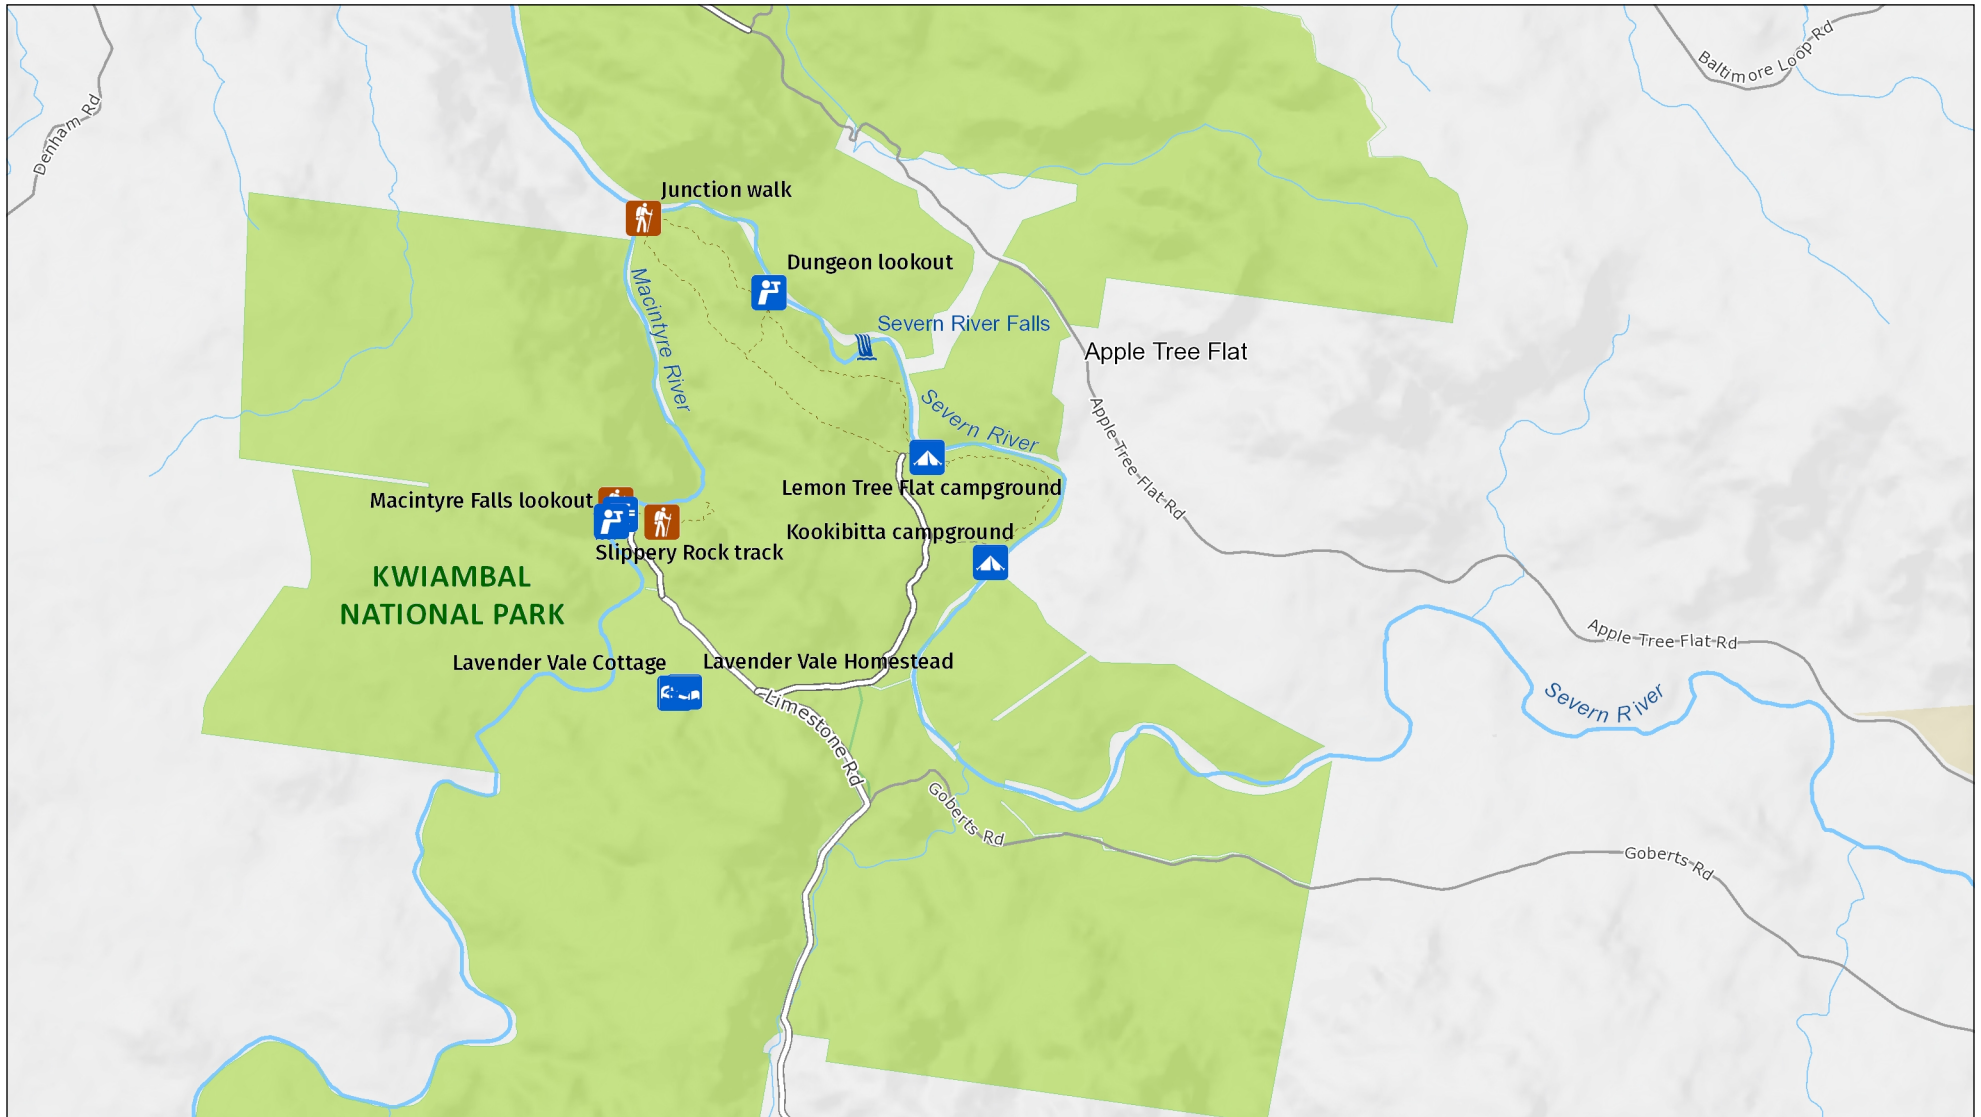 Baltimore Loop Rd
Denham Rd
Junction walk
Dungeon lookout
Macintyre River
Severn River Falls
Apple Tree Flat
Severn River
Apple Tree Flat Rd
Lemon Tree Flat campground
Macintyre Falls lookout
Kookibitta campground
Slippery Rock track
KWIAMBAL
NATIONAL PARK
Apple Tree Flat Rd
Lavender Vale Cottage
Lavender Vale Homestead
Severn River
Limestone Rd
Goberts Rd
Goberts Rd